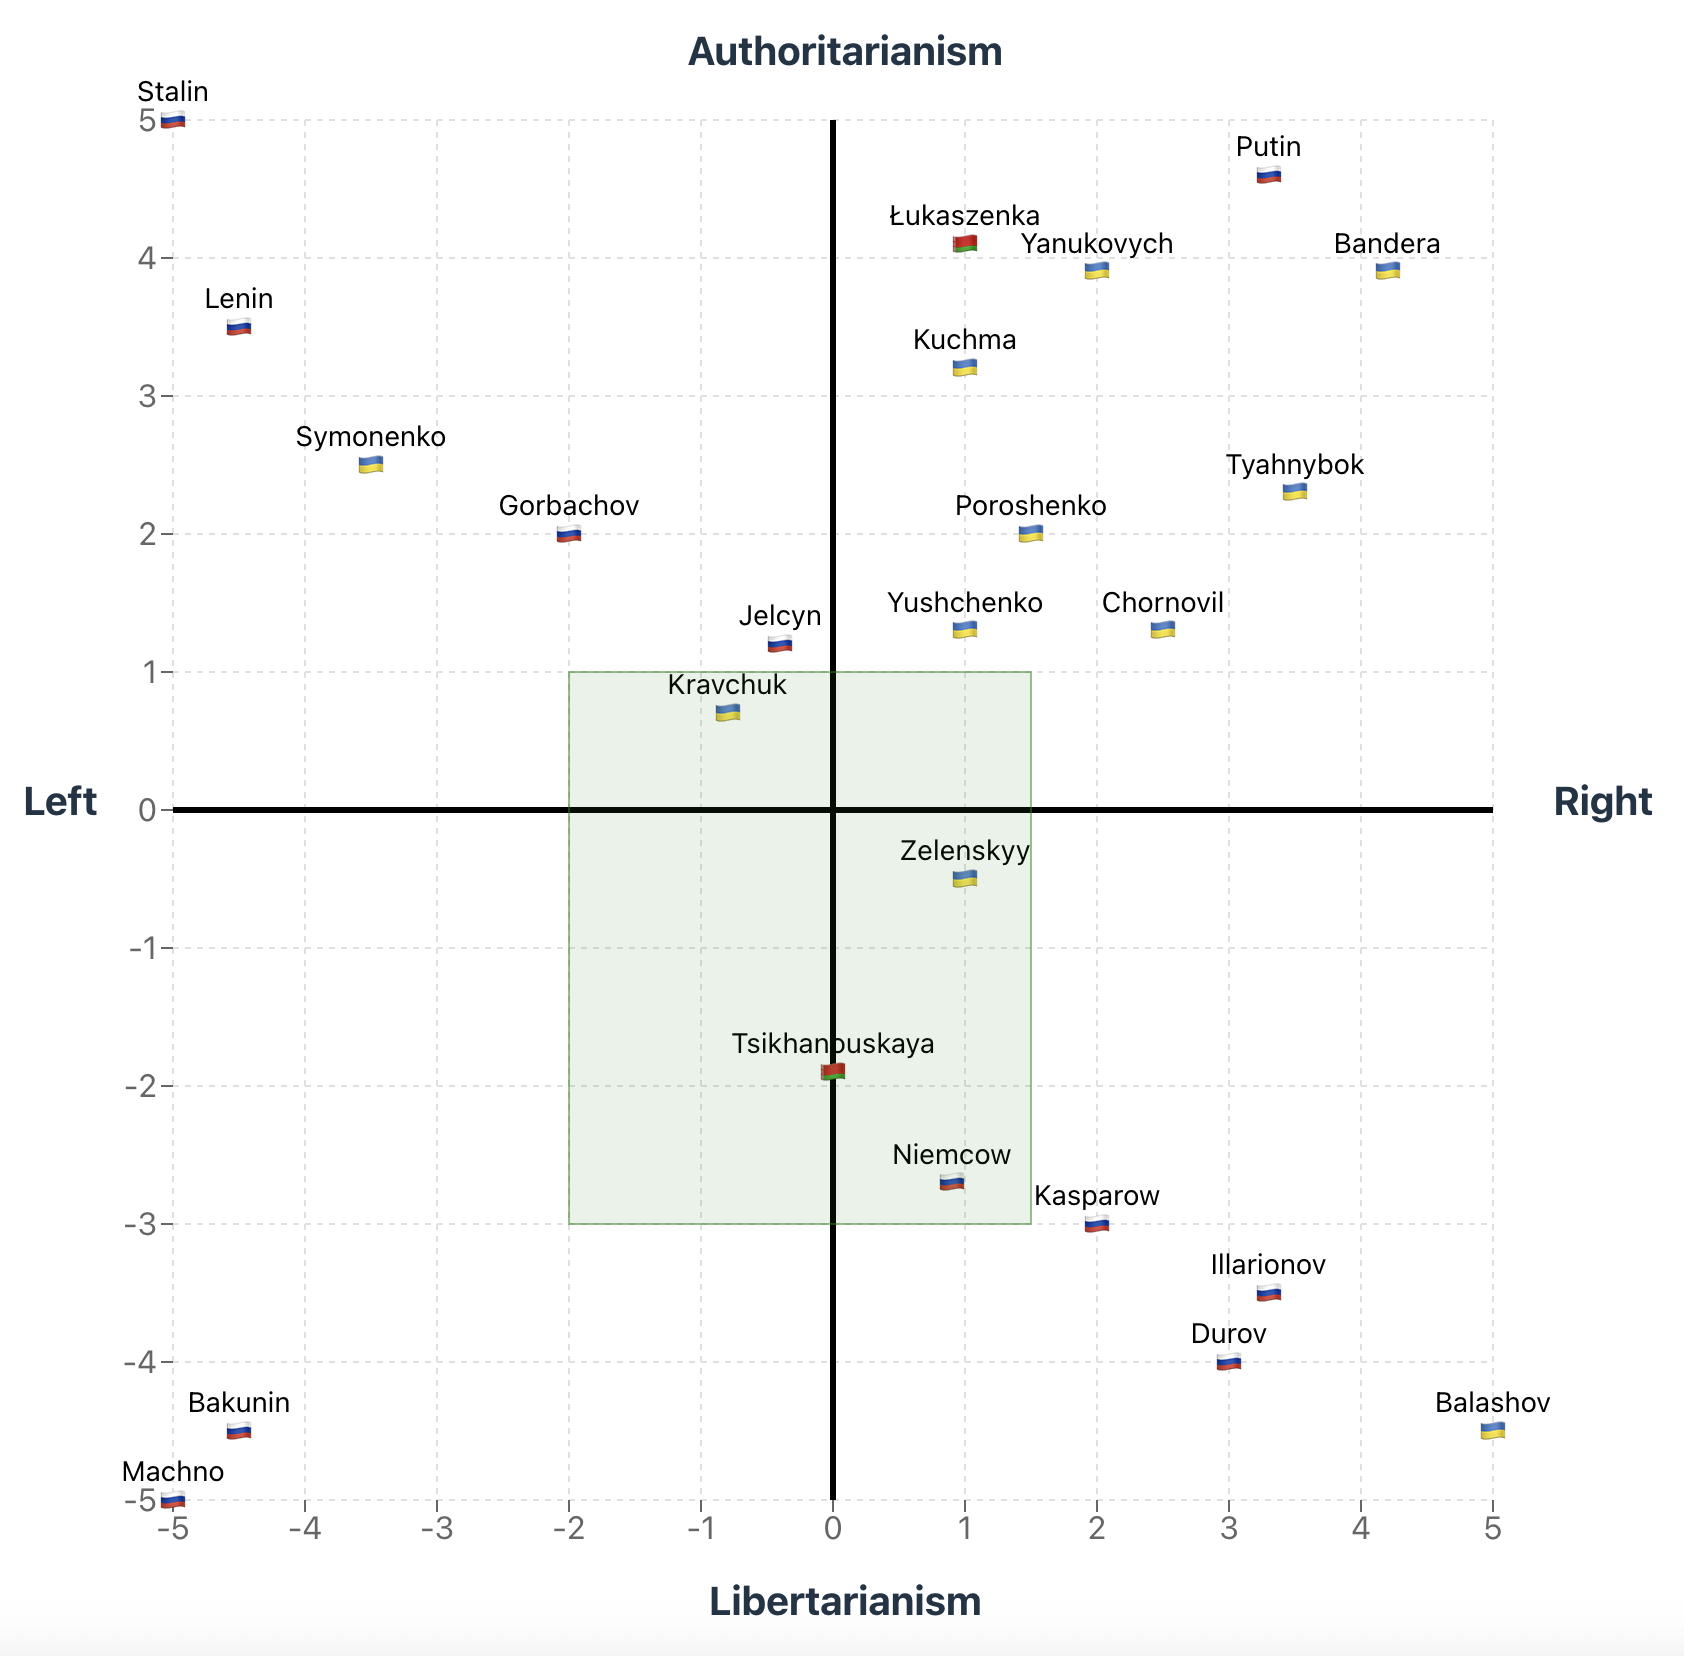 Authoritarianism
Stalin
5
Putin
Łukaszenka
Yanukovych
Bandera
4
Lenin
Kuchma
3
Symonenko
Tyahnybok
Gorbachov
Poroshenko
2
Jelcyn
Yushchenko
Chornovil
1
Kravchuk
Left
0
Right
Zelenskyy
-1
Tsikhanouskaya
-2
Niemcow
Kasparow
-3
Illarionov
Durov
-4
Bakunin
Balashov
Machno
-5
-5 -4 -3 -2 -1 0 1 2 3 4 5
Libertarianism